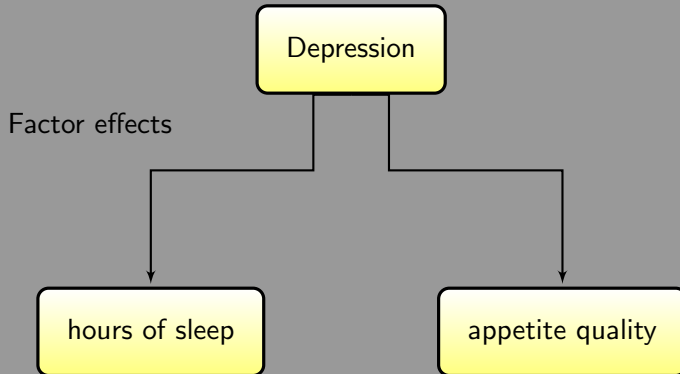 Depression
Factor effects
hours of sleep
appetite quality